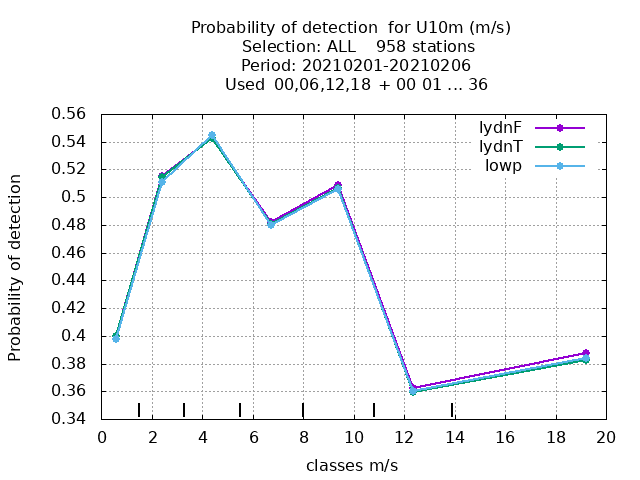 Probability of detection  for U10m (m/s)
Selection: ALL    958 stations
Period: 20210201-20210206
Used  00,06,12,18  + 00 01 ... 36
lydnF
lydnT
lowp
0.56
0.54
0.52
0.5
0.48
0.46
0.44
0.42
0.4
0.38
0.36
0.34
Probability of detection
0 2 4 6 8 10 12 14 16 18 20
classes m/s